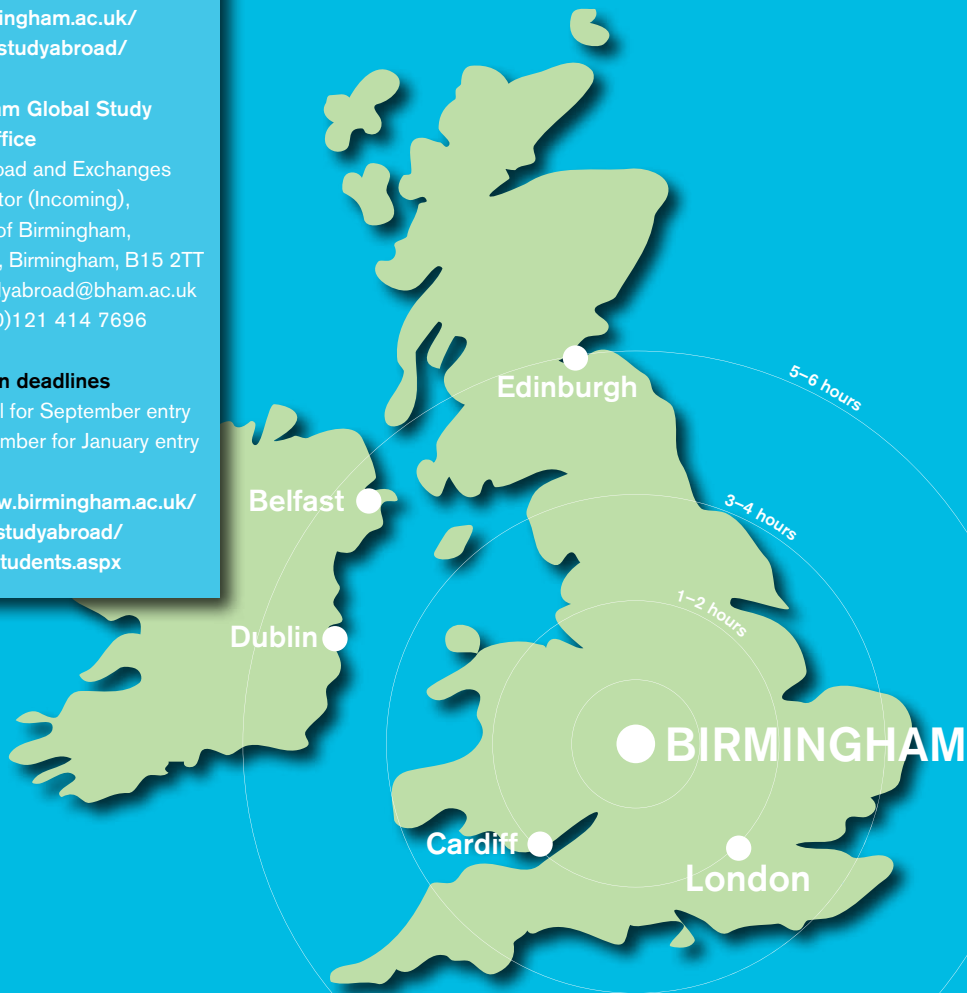 ingham.ac.uk/
studyabroad/
m Global Study
ffice
oad and Exchanges
tor (Incoming),
of Birmingham,
, Birmingham, B15 2TT
dyabroad@bham.ac.uk
0)121 414 7696
n deadlines
l for September entry
mber for January entry
w.birmingham.ac.uk/
studyabroad/
tudents.aspx
5–6 hours
Edinburgh
Belfast
3–4 hours
1–2 hours
Dublin
BIRMINGHAM
Cardiff
London